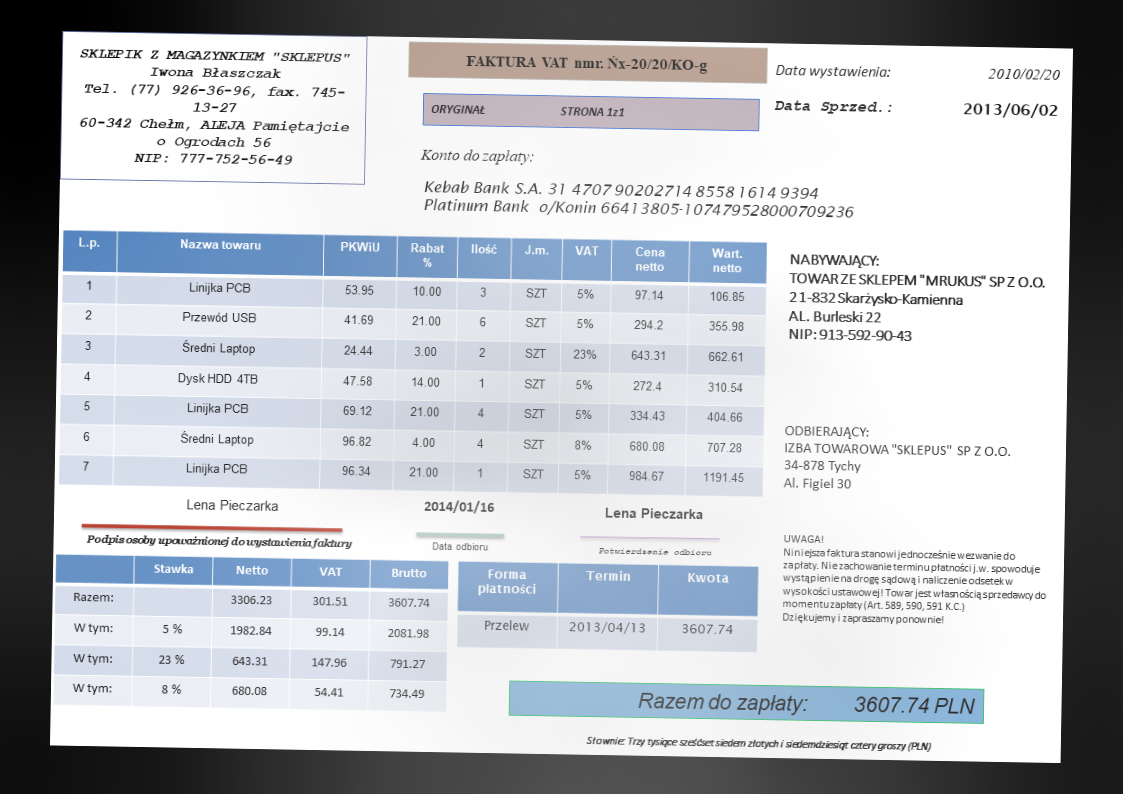 SKLEPIK Z MAGAZYNKIEM "SKLEPUS"
Iwona Błaszczak
Tel. (77) 926-36-96, fax. 745-
13-27
60-342 Chełm, ALEJA Pamiętajcie
o Ogrodach 56
NIP: 777-752-56-49
FAKTURA VAT nmr. Ńx-20/20/KO-g
ORYGINAŁ STRONA 1z1
Data wystawienia: 2010/02/20
Data Sprzed.: 2013/06/02
Konto do zapłaty:
Kebab Bank S.A. 31 4707 90202714 8558 1614 9394
Platinum Bank o/Konin 66413805-107479528000709236
L.p. Nazwa towaru PKWiU Rabat % Ilość J.m. VAT Cena netto Wart. netto
1 Linijka PCB 53.95 10.00 3 SZT 5% 97.14 106.85
2 Przewód USB 41.69 21.00 6 SZT 5% 294.2 355.98
3 Średni Laptop 24.44 3.00 2 SZT 23% 643.31 662.61
4 Dysk HDD 4TB 47.58 14.00 1 SZT 5% 272.4 310.54
5 Linijka PCB 69.12 21.00 4 SZT 5% 334.43 404.66
6 Średni Laptop 96.82 4.00 4 SZT 8% 680.08 707.28
7 Linijka PCB 96.34 21.00 1 SZT 5% 984.67 1191.45
NABYWAJĄCY:
TOWAR ZE SKLEPEM "MRUKUS" SP Z O.O.
21-832 Skarżysko-Kamienna
AL. Burleski 22
NIP: 913-592-90-43
ODBIERAJĄCY:
IZBA TOWAROWA "SKLEPUS" SP Z O.O.
34-878 Tychy
Al. Figiel 30
Lena Pieczarka 2014/01/16 Lena Pieczarka
Podpis osoby upoważnionej do wystawienia faktury Data odbioru Potwierdzenie odbioru
UWAGA!
Niniejsza faktura stanowi jednocześnie wezwanie do
zapłaty. Nie zachowanie terminu płatności j.w. spowoduje
wystąpienie na drogę sądową i naliczenie odsetek w
wysokości ustawowej! Towar jest własnością sprzedawcy do
momentu zapłaty (Art. 589, 590, 591 K.C.)
Dziękujemy i zapraszamy ponownie!
Stawka Netto VAT Brutto
Razem: 3306.23 301.51 3607.74
W tym: 5 % 1982.84 99.14 2081.98
W tym: 23 % 643.31 147.96 791.27
W tym: 8 % 680.08 54.41 734.49
Forma płatności Termin Kwota
Przelew 2013/04/13 3607.74
Razem do zapłaty: 3607.74 PLN
Słownie: Trzy tysiące sześćset siedem złotych i siedemdziesiąt cztery groszy (PLN)